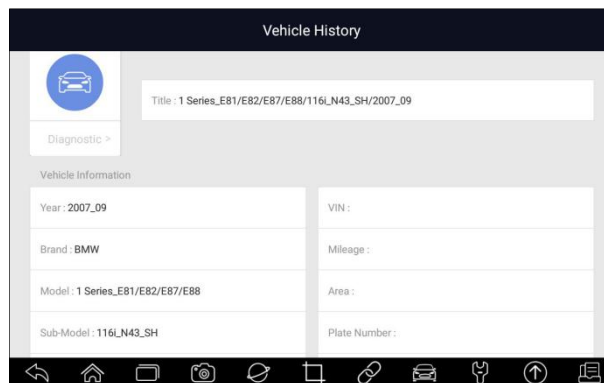 Vehicle History
Title : 1 Series_E81/E82/E87/E88/116i_N43_SH/2007_09
Diagnostic >
Vehicle Information
Year : 2007_09
VIN :
Brand : BMW
Mileage :
Model : 1 Series_E81/E82/E87/E88
Area :
Sub-Model : 116i_N43_SH
Plate Number :